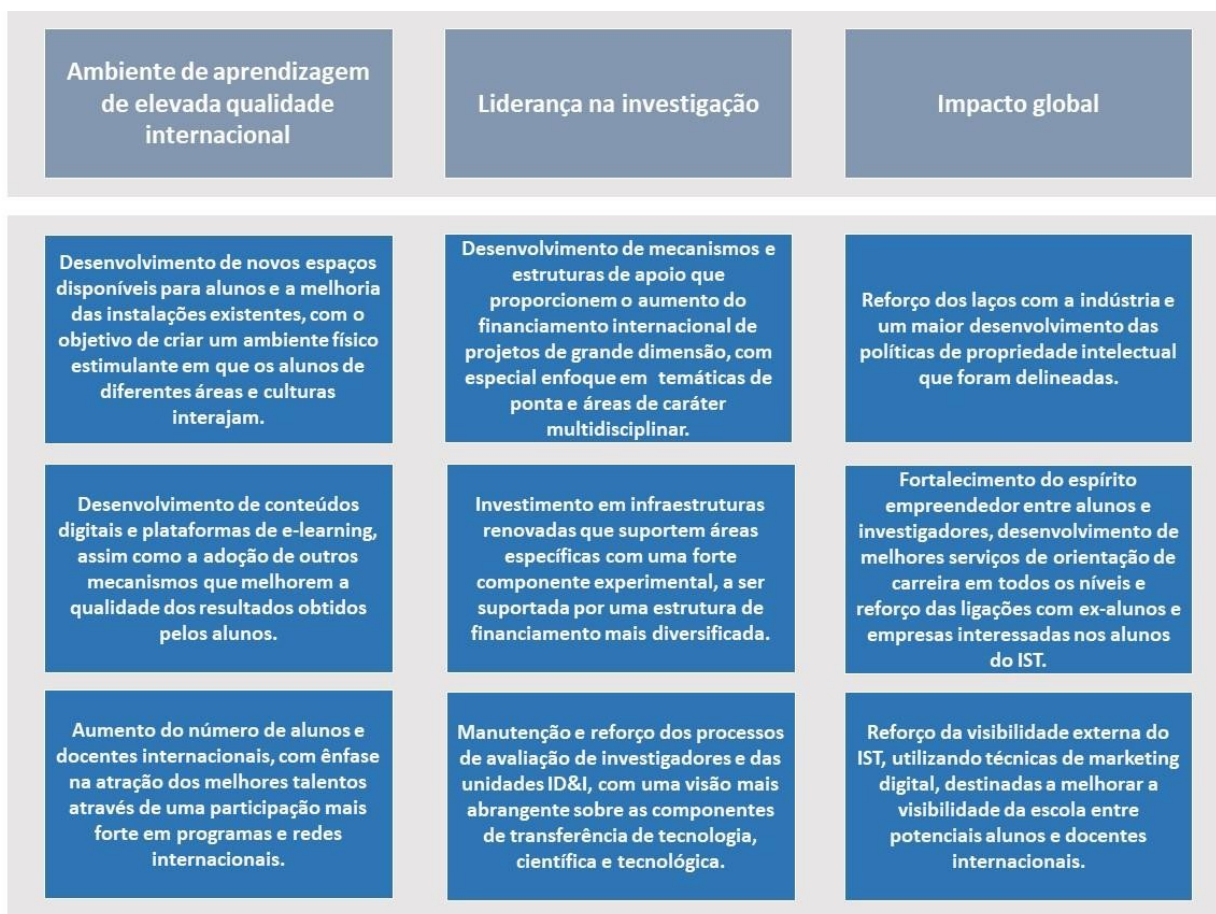 Ambiente de aprendizagem
de elevada qualidade
internacional
Liderança na investigação
Impacto global
Desenvolvimento de novos espaços
disponíveis para alunos e a melhoria
das instalações existentes, com o
objetivo de criar um ambiente físico
estimulante em que os alunos de
diferentes áreas e culturas
interajam.
Desenvolvimento de mecanismos e
estruturas de apoio que
proporcionem o aumento do
financiamento internacional de
projetos de grande dimensão, com
especial enfoque em temáticas de
ponta e áreas de caráter
multidisciplinar.
Reforço dos laços com a indústria e
um maior desenvolvimento das
políticas de propriedade intelectual
que foram delineadas.
Desenvolvimento de conteúdos
digitais e plataformas de e-learning,
assim como a adoção de outros
mecanismos que melhorem a
qualidade dos resultados obtidos
pelos alunos.
Investimento em infraestruturas
renovadas que suportem áreas
específicas com uma forte
componente experimental, a ser
suportada por uma estrutura de
financiamento mais diversificada.
Fortalecimento do espírito
empreendedor entre alunos e
investigadores, desenvolvimento de
melhores serviços de orientação de
carreira em todos os níveis e
reforço das ligações com ex-alunos e
empresas interessadas nos alunos
do IST.
Aumento do número de alunos e
docentes internacionais, com ênfase
na atração dos melhores talentos
através de uma participação mais
forte em programas e redes
internacionais.
Manutenção e reforço dos processos
de avaliação de investigadores e das
unidades ID&I, com uma visão mais
abrangente sobre as componentes
de transferência de tecnologia,
científica e tecnológica.
Reforço da visibilidade externa do
IST, utilizando técnicas de marketing
digital, destinadas a melhorar a
visibilidade da escola entre
potenciais alunos e docentes
internacionais.